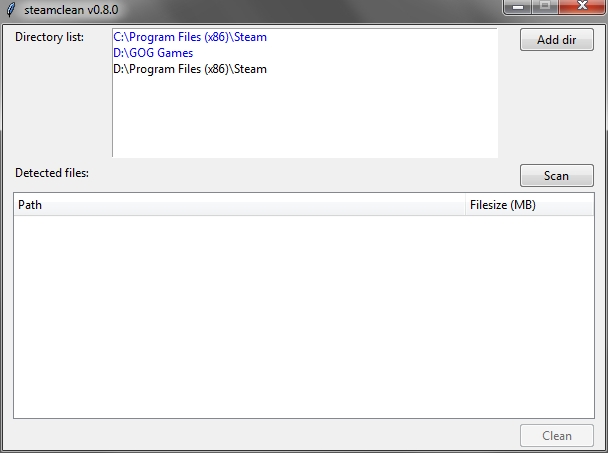 steamclean v0.8.0
Directory list:
C:\Program Files (x86)\Steam
D:\GOG Games
D:\Program Files (x86)\Steam
Add dir
Detected files:
Scan
Path Filesize (MB)
Clean